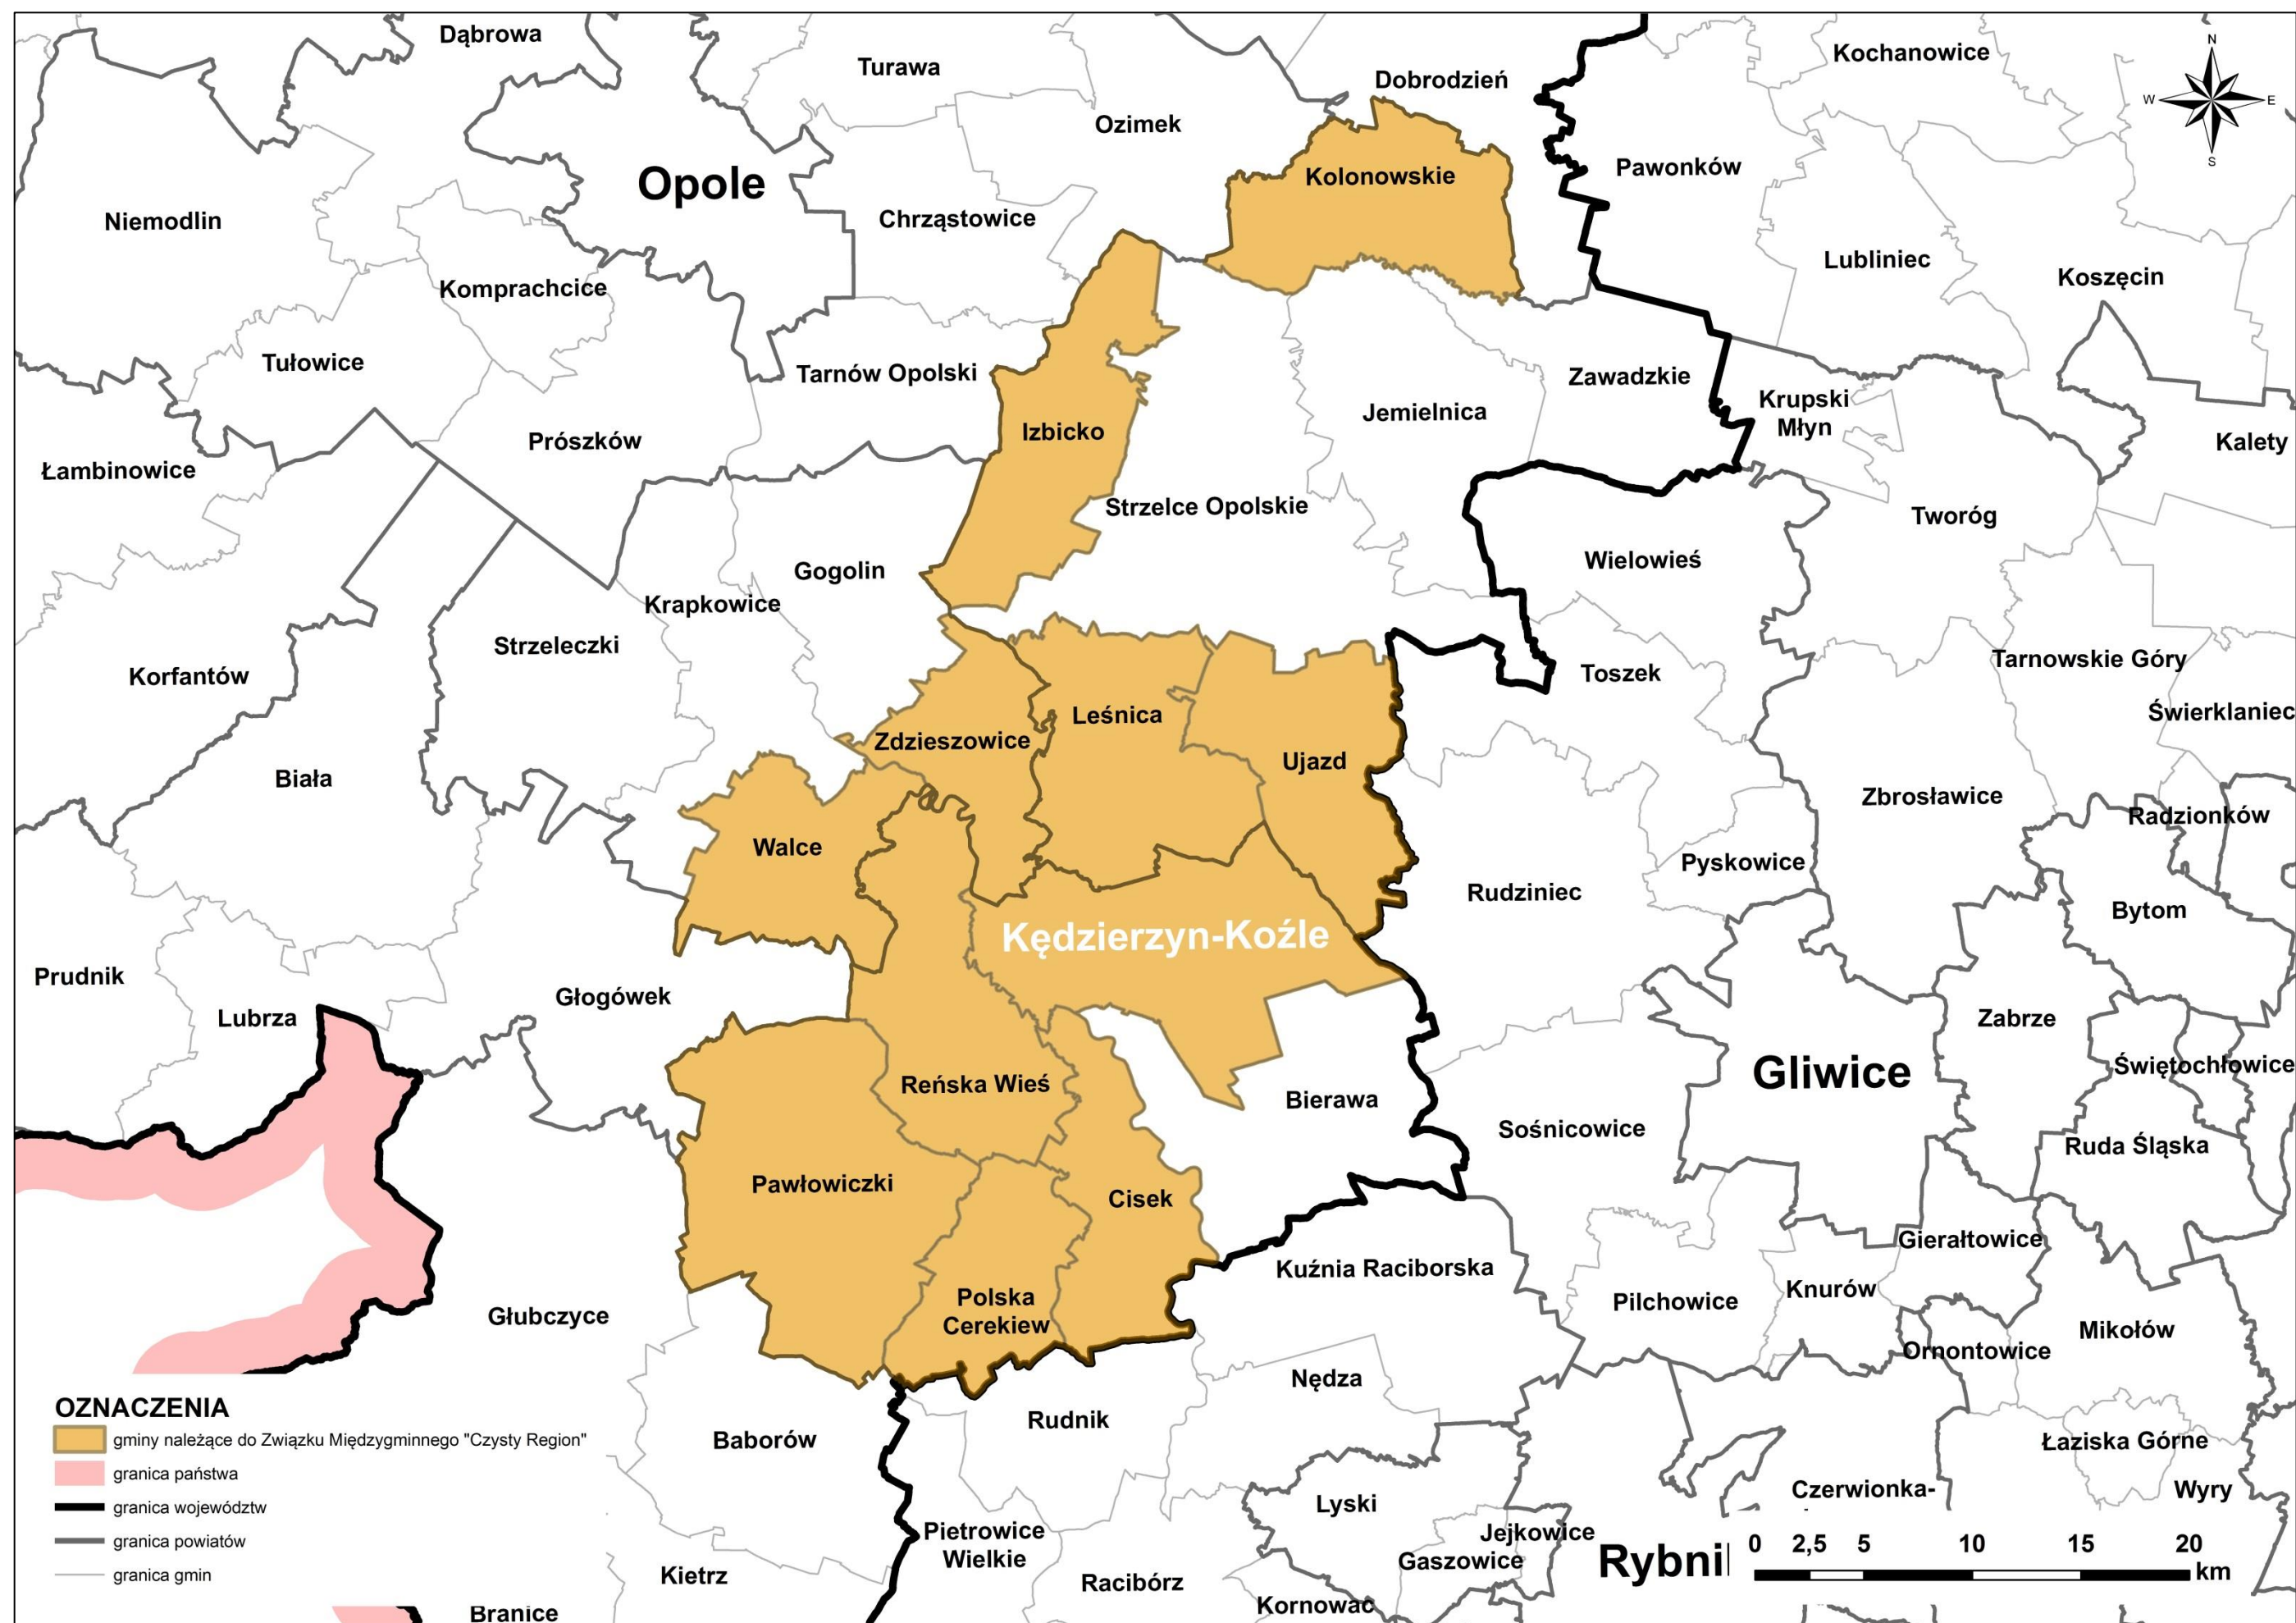 Dąbrowa
Turawa
Kochanowice
N
Dobrodzień
W
E
Ozimek
S
Pawonków
Kolonowskie
Opole
Niemodlin
Chrząstowice
Lubliniec
Koszęcin
Komprachcice
Tułowice
Tarnów Opolski
Zawadzkie
Krupski
Młyn
Jemielnica
Izbicko
Prószków
Kalety
Łambinowice
Strzelce Opolskie
Tworóg
Wielowieś
Gogolin
Krapkowice
Strzeleczki
Tarnowskie Góry
Korfantów
Toszek
Świerklaniec
Leśnica
Zdzieszowice
Ujazd
Biała
Zbrosławice
Radzionków
Walce
Pyskowice
Rudziniec
Bytom
Kędzierzyn-Koźle
Prudnik
Głogówek
Lubrza
Zabrze
Świętochłowice
Gliwice
Reńska Wieś
Bierawa
Sośnicowice
Ruda Śląska
Pawłowiczki
Cisek
Gierałtowice
Kuźnia Raciborska
Knurów
Polska
Cerekiew
Pilchowice
Głubczyce
Mikołów
Ornontowice
Nędza
Rudnik
Baborów
Łaziska Górne
Czerwionka-
Wyry
Lyski
Pietrowice
Wielkie
Jejkowice
Gaszowice
Rybnik
Kietrz
Racibórz
Kornowac
Branice
OZNACZENIA
gminy należące do Związku Międzygminnego "Czysty Region"
granica państwa
granica województw
granica powiatów
granica gmin
0 2,5 5 10 15 20
km